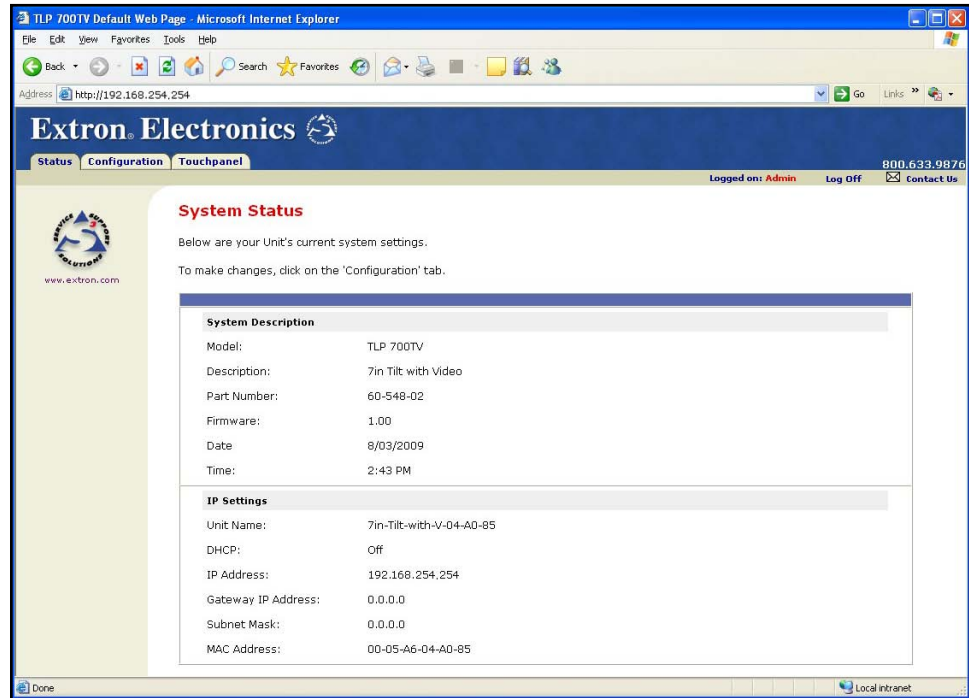 TLP 700TV Default Web Page - Microsoft Internet Explorer
File Edit View Favorites Tools Help
Back Search Favorites
Address http://192.168.254,254 Go Links »
Extron® Electronics
Status Configuration Touchpanel
800.633.9876
Logged on: Admin Log Off Contact Us
SERVICE SUPPORT SOLUTIONS
S3
www.extron.com
System Status
Below are your Unit's current system settings.
To make changes, click on the 'Configuration' tab.
System Description
Model: TLP 700TV
Description: 7in Tilt with Video
Part Number: 60-548-02
Firmware: 1.00
Date 8/03/2009
Time: 2:43 PM
IP Settings
Unit Name: 7in-Tilt-with-V-04-A0-85
DHCP: Off
IP Address: 192.168.254,254
Gateway IP Address: 0.0.0.0
Subnet Mask: 0.0.0.0
MAC Address: 00-05-A6-04-A0-85
Done Local intranet